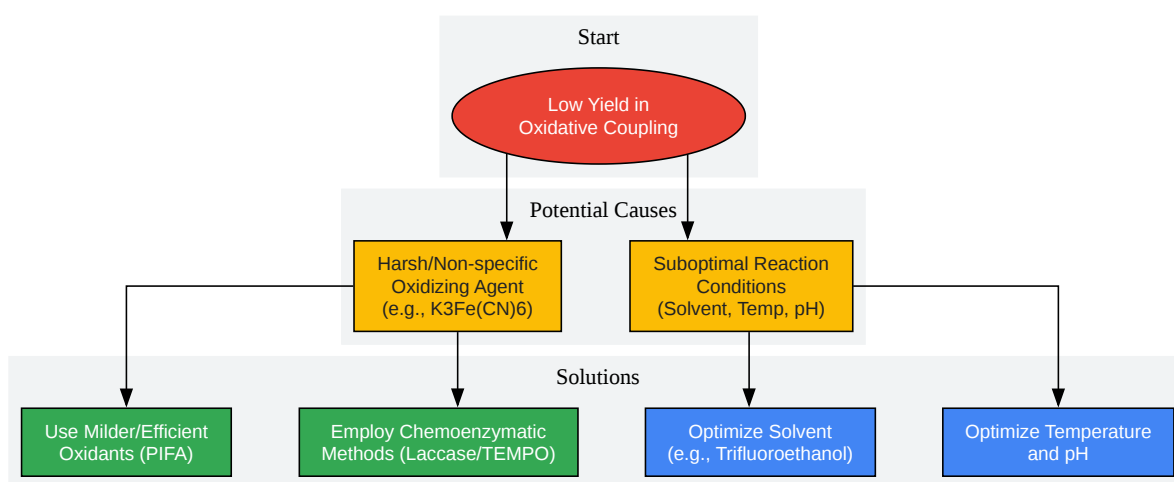 Start
Low Yield in
Oxidative Coupling
Potential Causes
Harsh/Non-specific
Oxidizing Agent
(e.g., K3Fe(CN)6)
Suboptimal Reaction
Conditions
(Solvent, Temp, pH)
Solutions
Use Milder/Efficient
Oxidants (PIFA)
Employ Chemoenzymatic
Methods (Laccase/TEMPO)
Optimize Solvent
(e.g., Trifluoroethanol)
Optimize Temperature
and pH